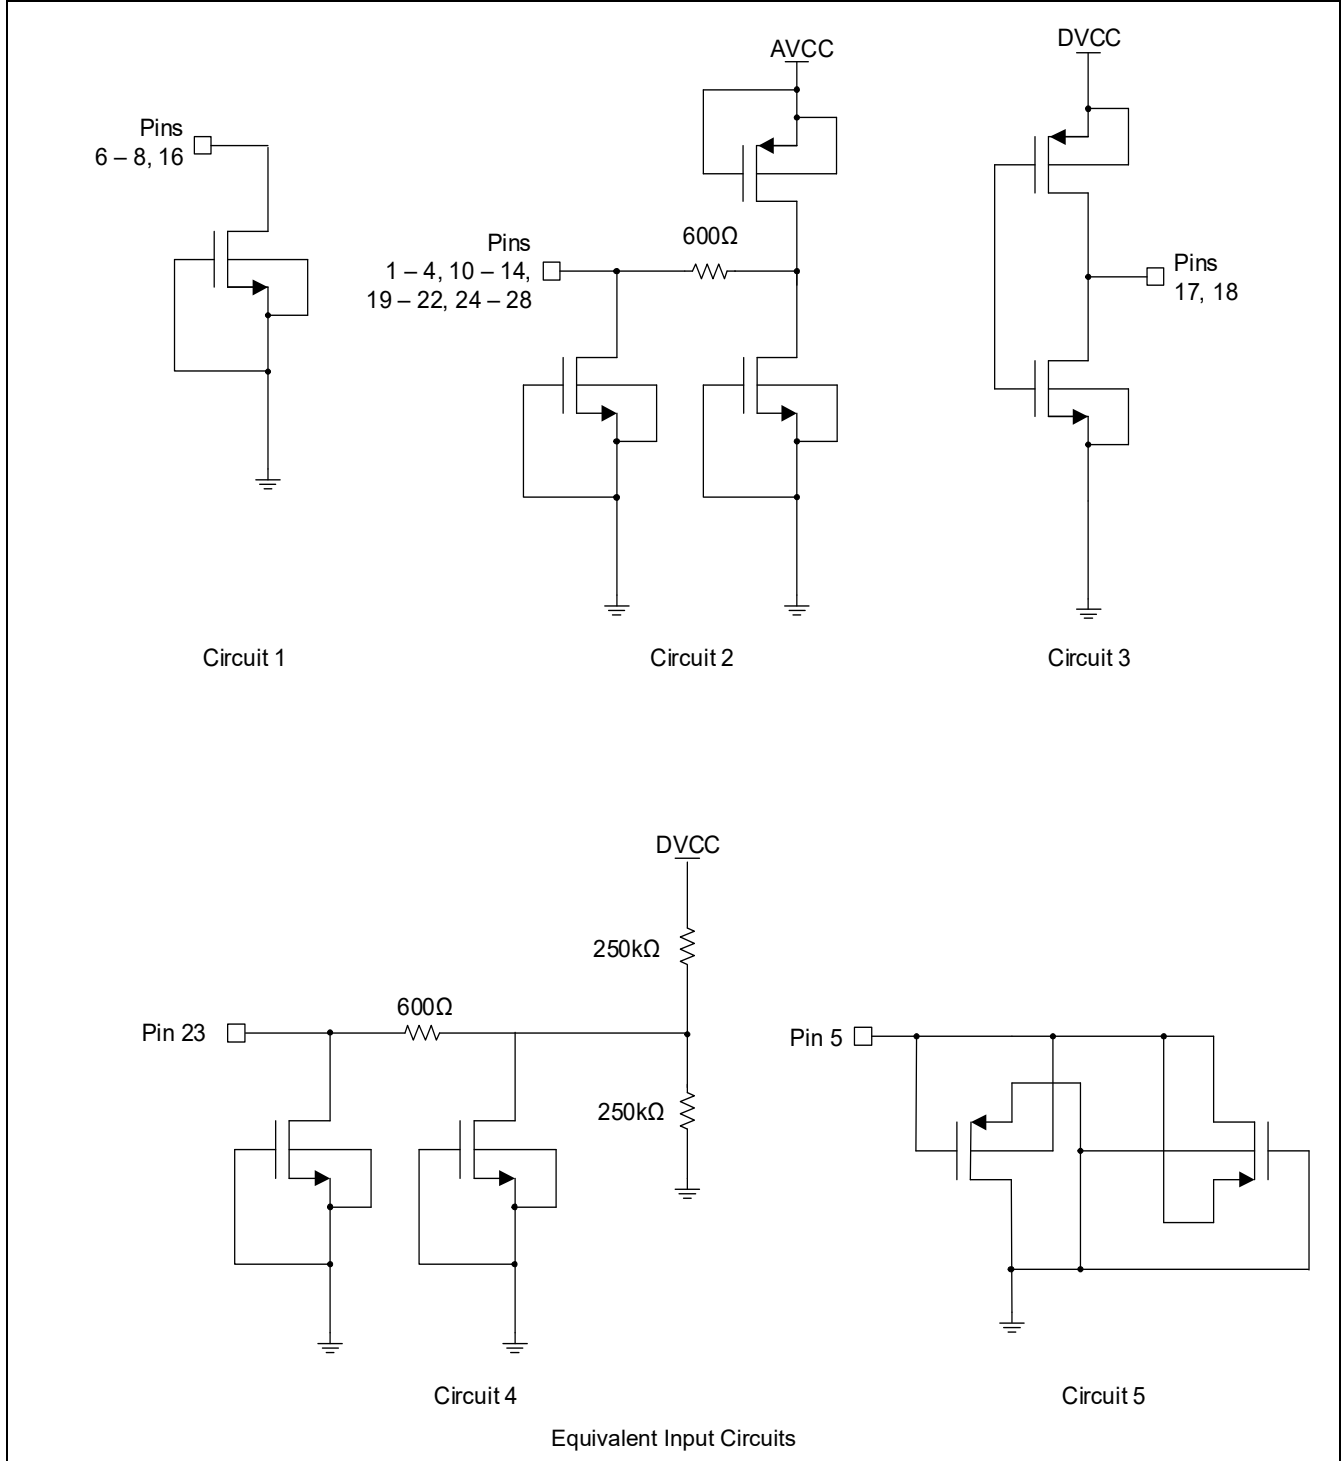 AVCC
DVCC
Pins
6 – 8, 16
600Ω
Pins
1 – 4, 10 – 14,
19 – 22, 24 – 28
Pins
17, 18
Circuit 1
Circuit 2
Circuit 3
DVCC
250kΩ
600Ω
Pin 23
Pin 5
250kΩ
Circuit 4
Circuit 5
Equivalent Input Circuits